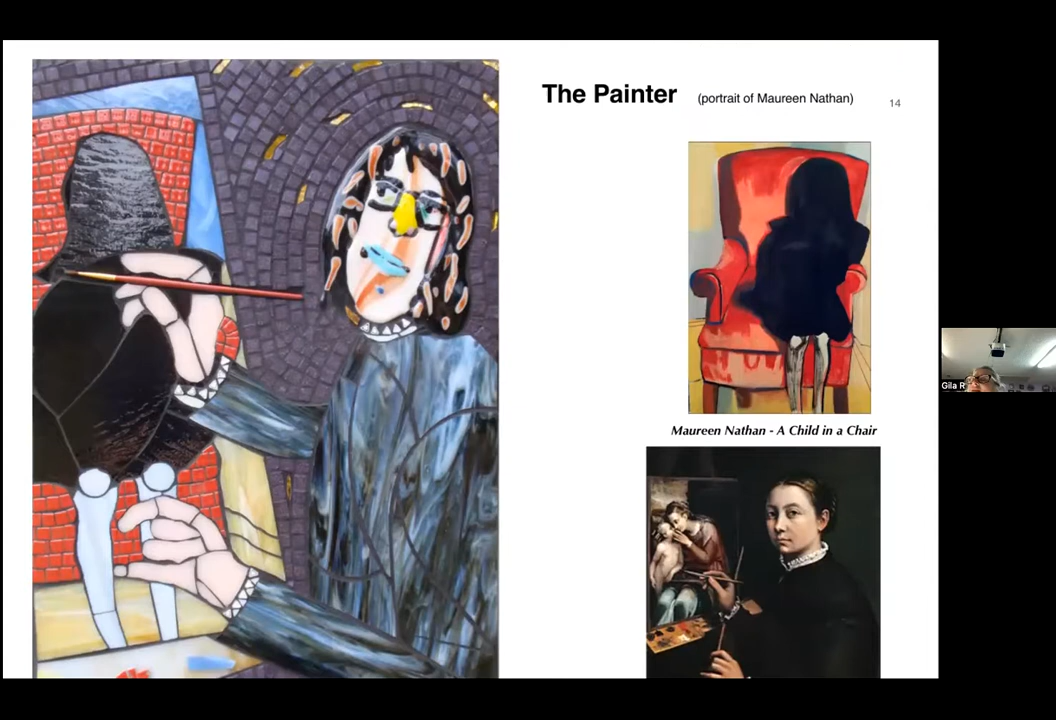 The Painter (portrait of Maureen Nathan)
14
Maureen Nathan - A Child in a Chair
Gila R